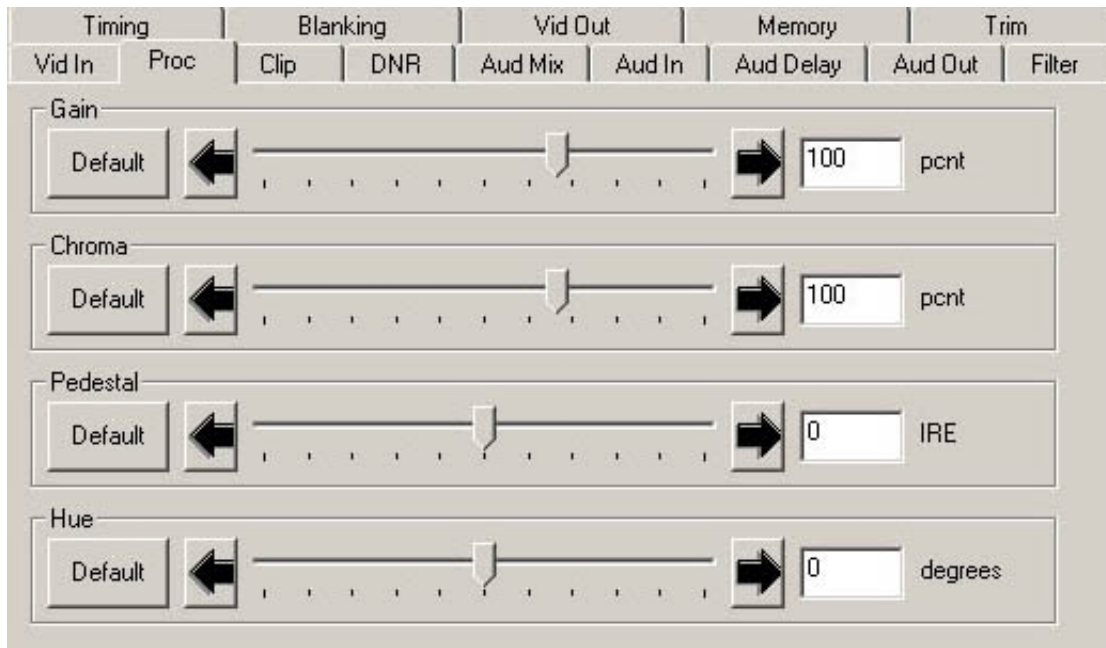 Timing Blanking Vid Out Memory Trim
Vid In Proc Clip DNR Aud Mix Aud In Aud Delay Aud Out Filter
Gain
Default 100 pcnt
Chroma
Default 100 pcnt
Pedestal
Default 0 IRE
Hue
Default 0 degrees